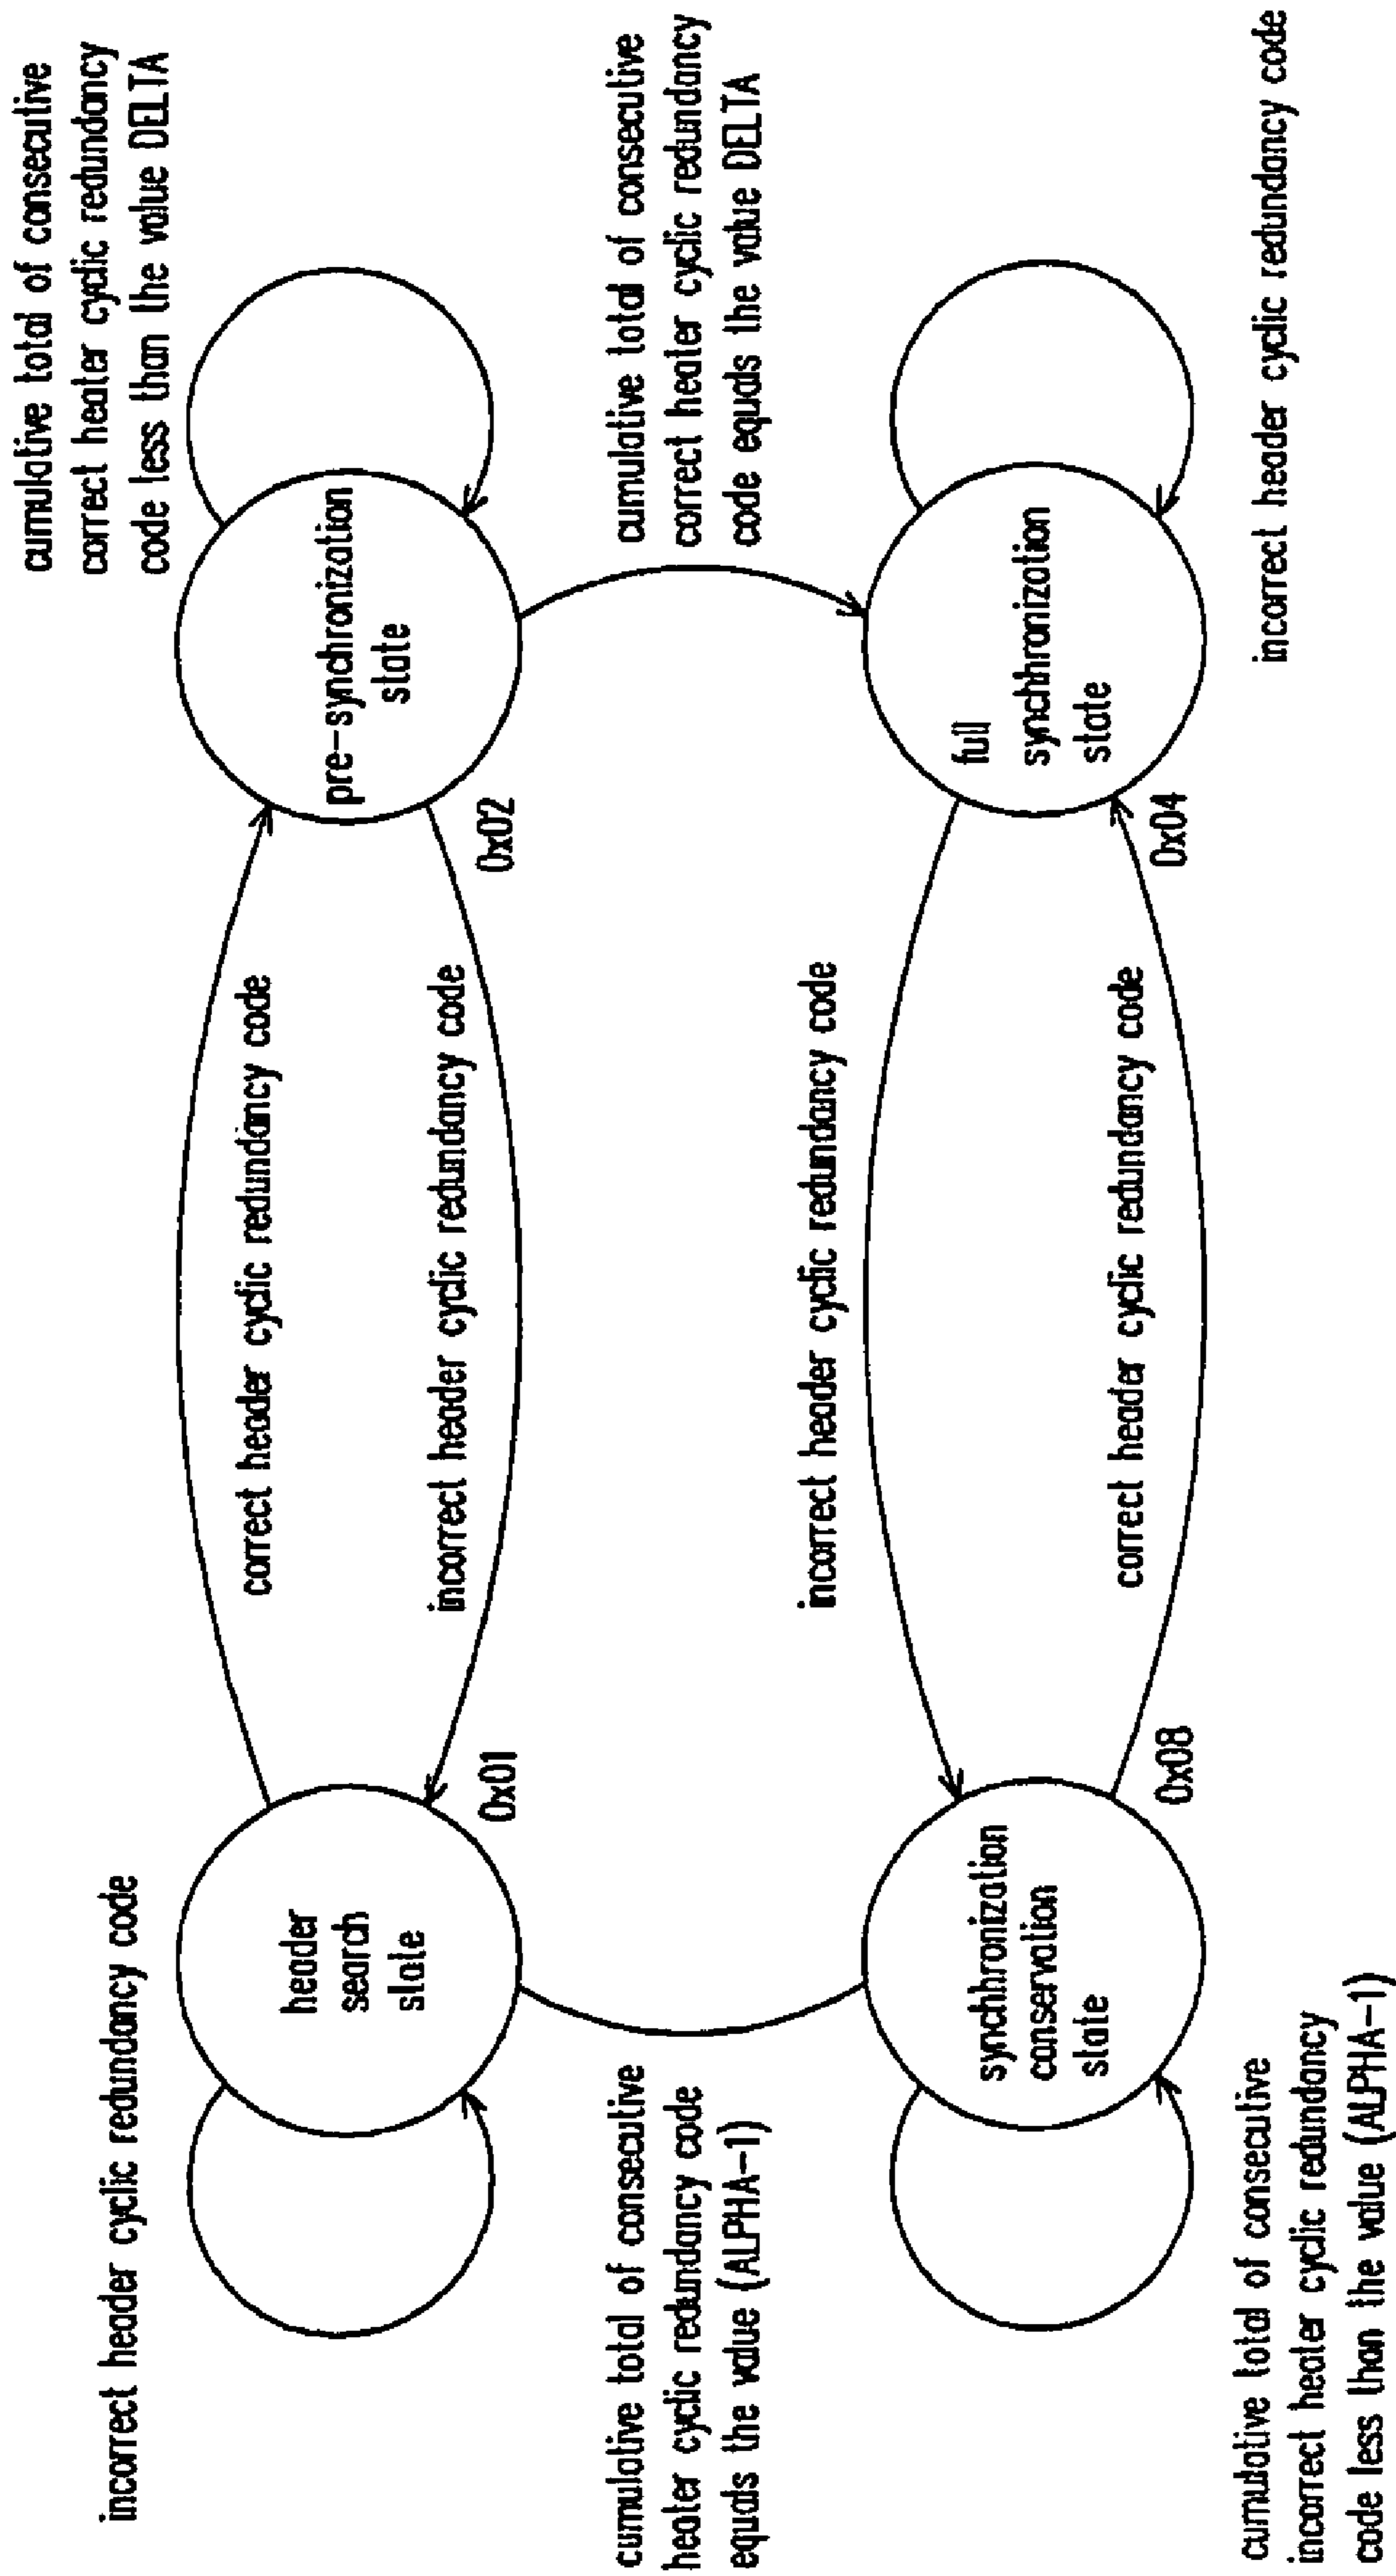 incorrect header cyclic redundancy code
cumulative total of consecutive
correct heater cyclic redundancy
code less than the value DELTA
header
search
state
0x01
correct header cyclic redundancy code
incorrect header cyclic redundancy code
pre-synchronization
state
0x02
cumulative total of consecutive
heater cyclic redundancy code
equals the value (ALPHA-1)
cumulative total of consecutive
correct heater cyclic redundancy
code equals the value DELTA
synchhronization
conservation
state
0x08
incorrect header cyclic redundancy code
correct header cyclic redundancy code
full
synchhronization
state
0x04
cumulative total of consecutive
incorrect heater cyclic redundancy
code less than the value (ALPHA-1)
incorrect header cyclic redundancy code